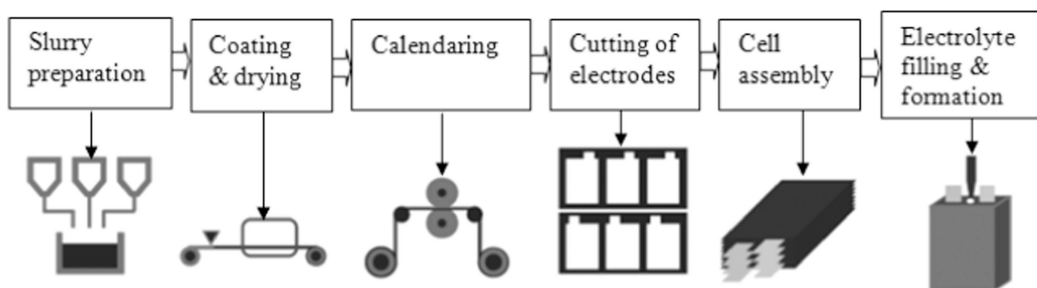 Slurry
preparation
Coating
& drying
Calendaring
Cutting of
electrodes
Cell
assembly
Electrolyte
filling &
formation